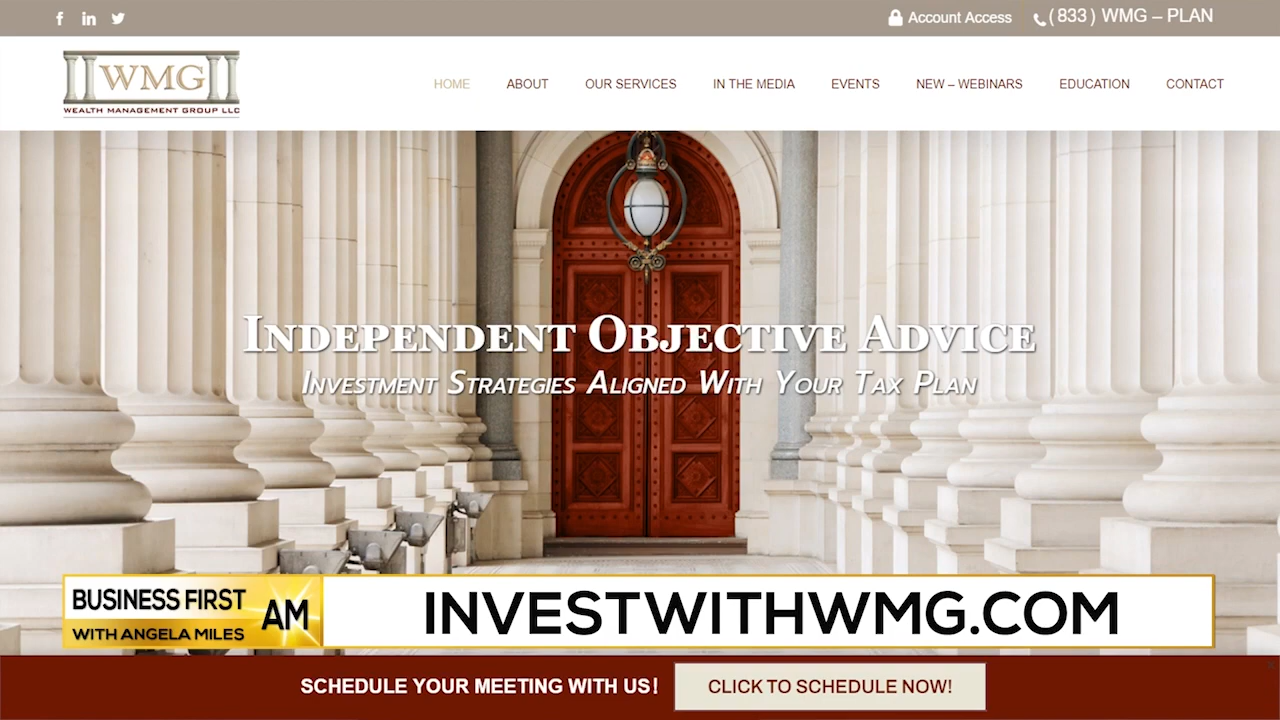 Account Access
(833) WMG – PLAN
WMG
WEALTH MANAGEMENT GROUP LLC
HOME
ABOUT
OUR SERVICES
IN THE MEDIA
EVENTS
NEW – WEBINARS
EDUCATION
CONTACT
INDEPENDENT OBJECTIVE ADVICE
INVESTMENT STRATEGIES ALIGNED WITH YOUR TAX PLAN
BUSINESS FIRST
AM
WITH ANGELA MILES
INVESTWITHWMG.COM
SCHEDULE YOUR MEETING WITH US!
CLICK TO SCHEDULE NOW!